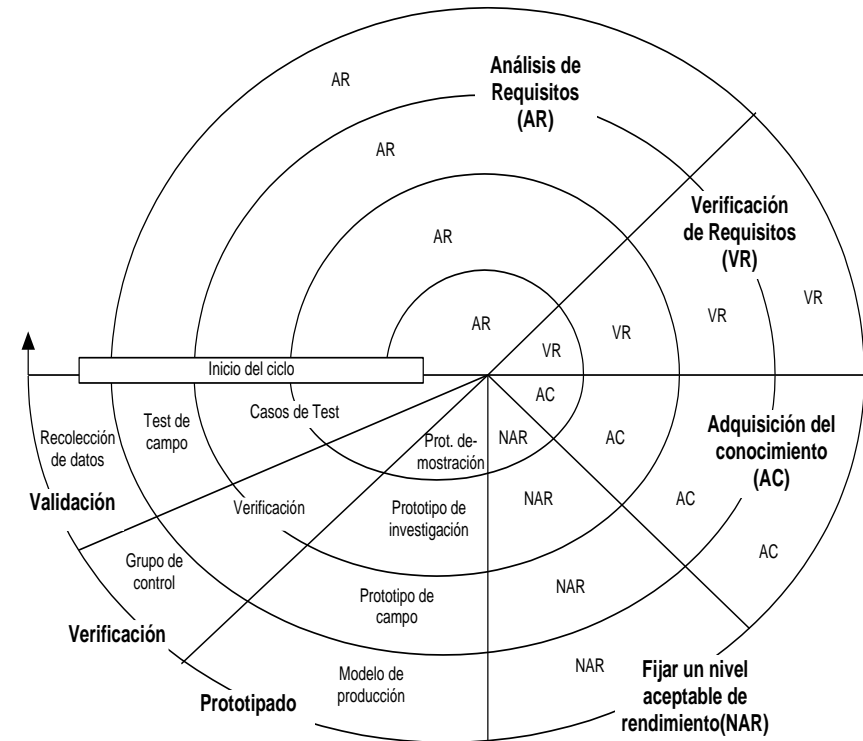 AR
Análisis de
Requisitos
(AR)
AR
Verificación
de Requisitos
(VR)
AR
AR
VR
VR
VR
VR
Inicio del ciclo
AC
Casos de Test
Test de
campo
Recolección
de datos
Prot. de-
mostración
NAR
AC
Adquisición del
conocimiento
(AC)
Validación
Verificación
Prototipo de
investigación
NAR
AC
AC
Grupo de
control
Prototipo de
campo
NAR
Verificación
Modelo de
producción
NAR
Fijar un nivel
aceptable de
rendimiento(NAR)
Prototipado